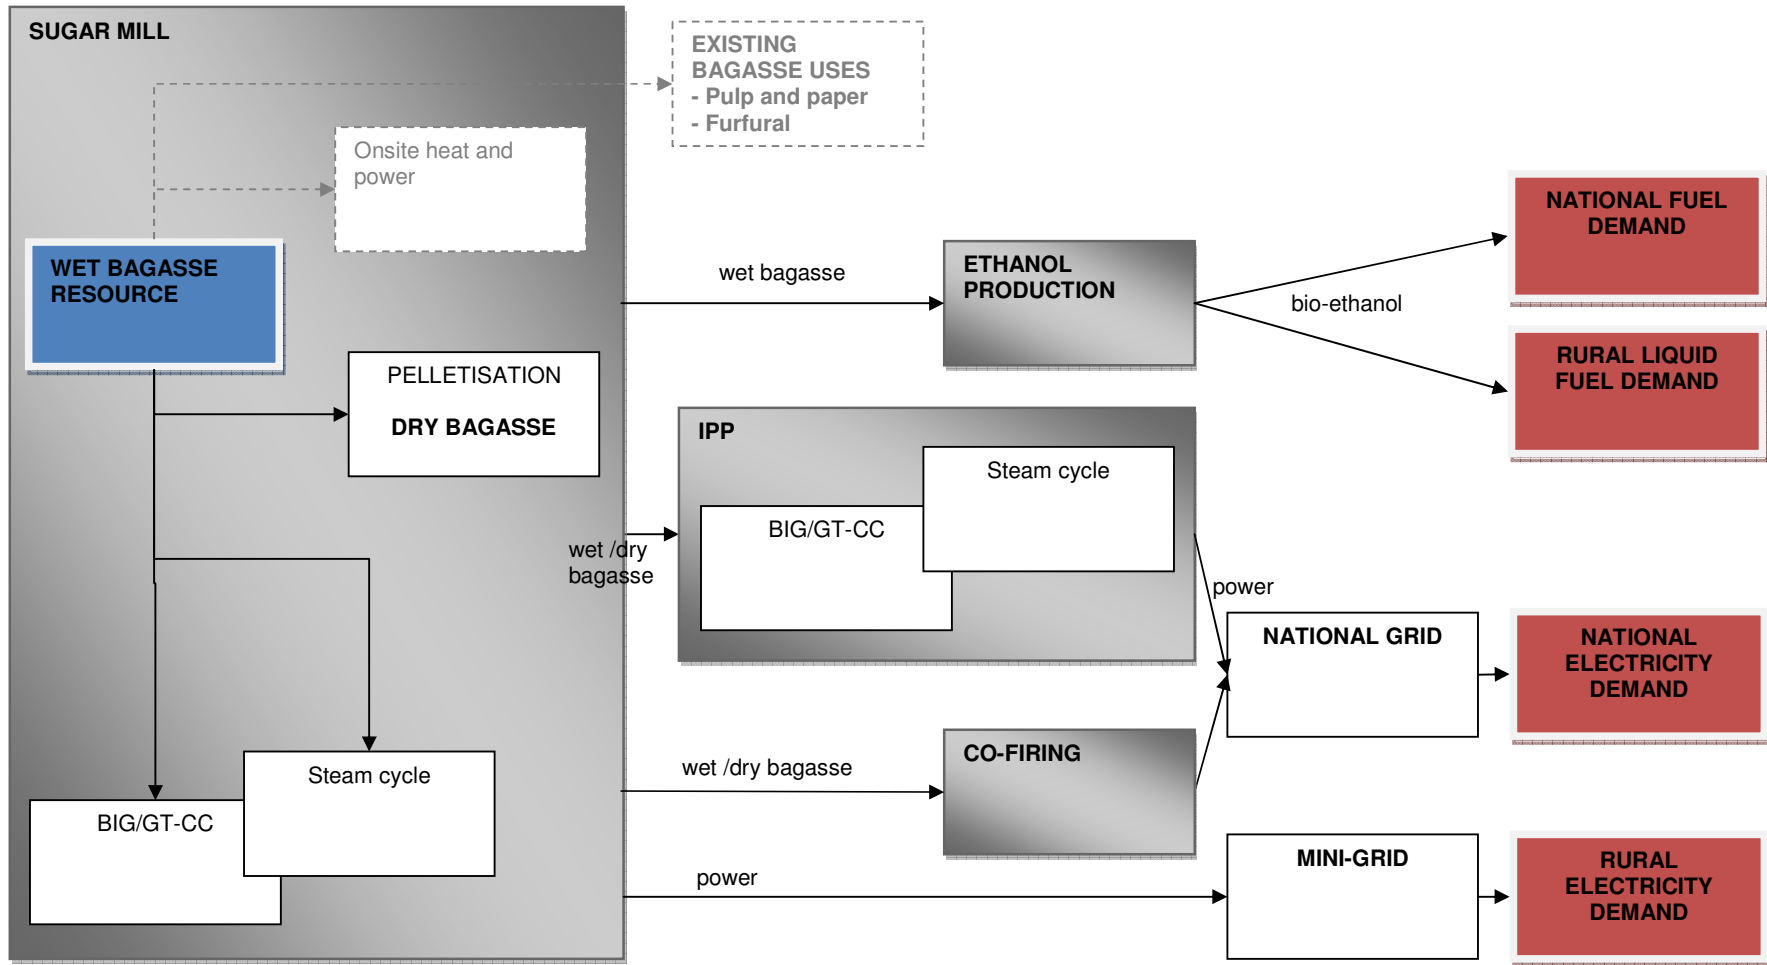 SUGAR MILL
EXISTING
BAGASSE USES
- Pulp and paper
- Furfural
Onsite heat and
power
WET BAGASSE
RESOURCE
PELLETISATION
DRY BAGASSE
Steam cycle
BIG/GT-CC
wet bagasse
ETHANOL
PRODUCTION
bio-ethanol
NATIONAL FUEL
DEMAND
RURAL LIQUID
FUEL DEMAND
wet /dry
bagasse
IPP
Steam cycle
BIG/GT-CC
power
NATIONAL GRID
NATIONAL
ELECTRICITY
DEMAND
wet /dry bagasse
CO-FIRING
power
MINI-GRID
RURAL
ELECTRICITY
DEMAND